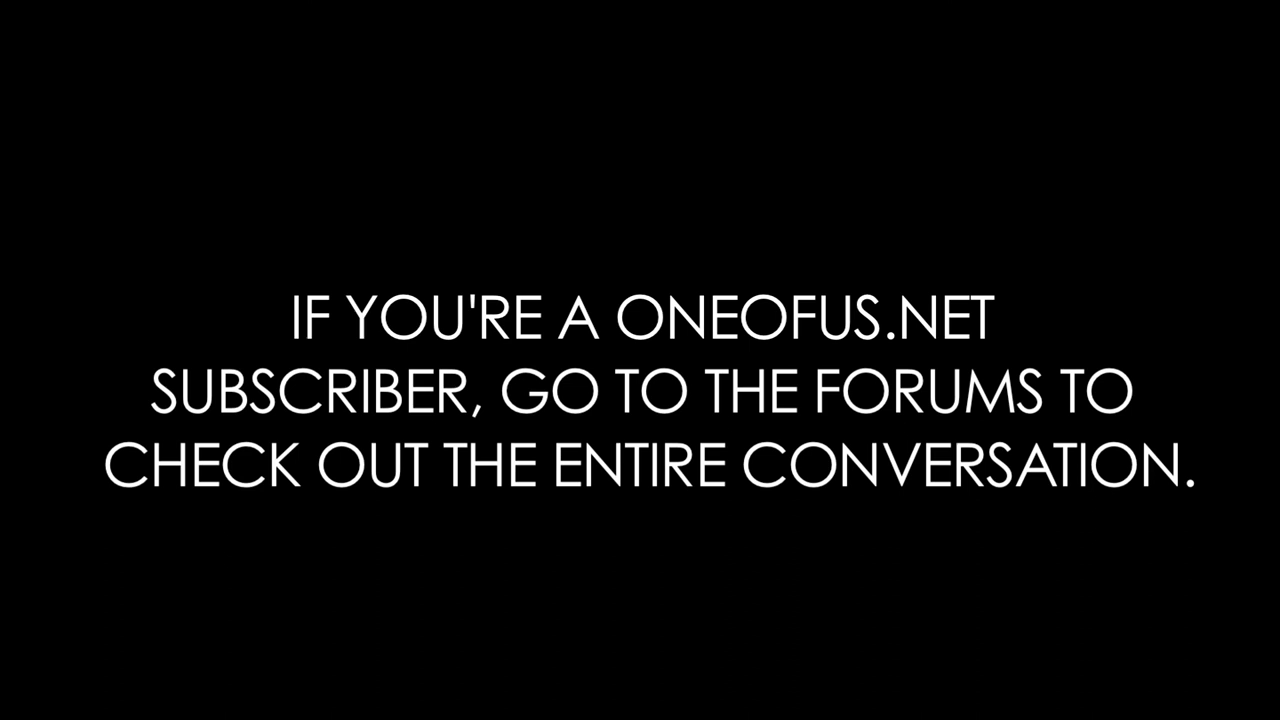 IF YOU'RE A ONEOFUS.NET
SUBSCRIBER, GO TO THE FORUMS TO
CHECK OUT THE ENTIRE CONVERSATION.